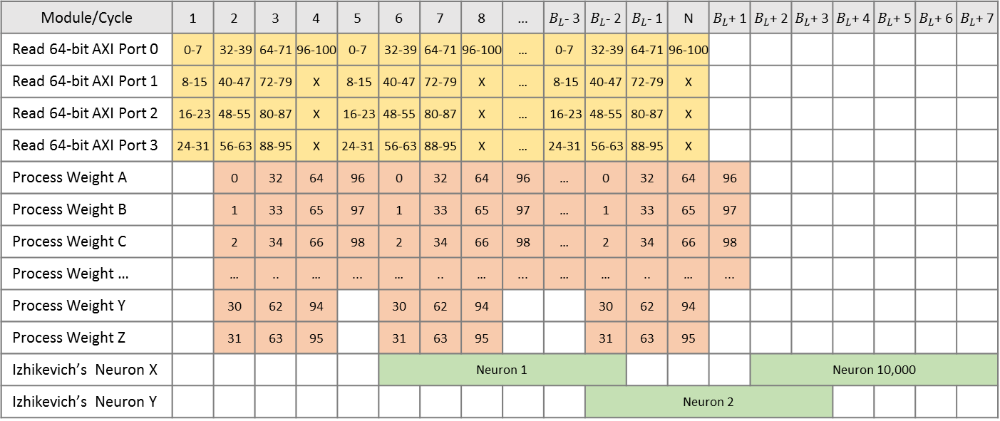 Module/Cycle 1 2 3 4 5 6 7 8 ... B_L- 3 B_L- 2 B_L- 1 N B_L+ 1 B_L+ 2 B_L+ 3 B_L+ 4 B_L+ 5 B_L+ 6 B_L+ 7
Read 64-bit AXI Port 0 0-7 32-39 64-71 96-100 0-7 32-39 64-71 96-100 ... 0-7 32-39 64-71 96-100
Read 64-bit AXI Port 1 8-15 40-47 72-79 X 8-15 40-47 72-79 X ... 8-15 40-47 72-79 X
Read 64-bit AXI Port 2 16-23 48-55 80-87 X 16-23 48-55 80-87 X ... 16-23 48-55 80-87 X
Read 64-bit AXI Port 3 24-31 56-63 88-95 X 24-31 56-63 88-95 X ... 24-31 56-63 88-95 X
Process Weight A 0 32 64 96 0 32 64 96 ... 0 32 64 96
Process Weight B 1 33 65 97 1 33 65 97 ... 1 33 65 97
Process Weight C 2 34 66 98 2 34 66 98 ... 2 34 66 98
Process Weight ... ... .. ... ... ... .. ... ... ... ... .. ... ...
Process Weight Y 30 62 94 30 62 94 30 62 94
Process Weight Z 31 63 95 31 63 95 31 63 95
Izhikevich's Neuron X Neuron 1 Neuron 10,000
Izhikevich's Neuron Y Neuron 2